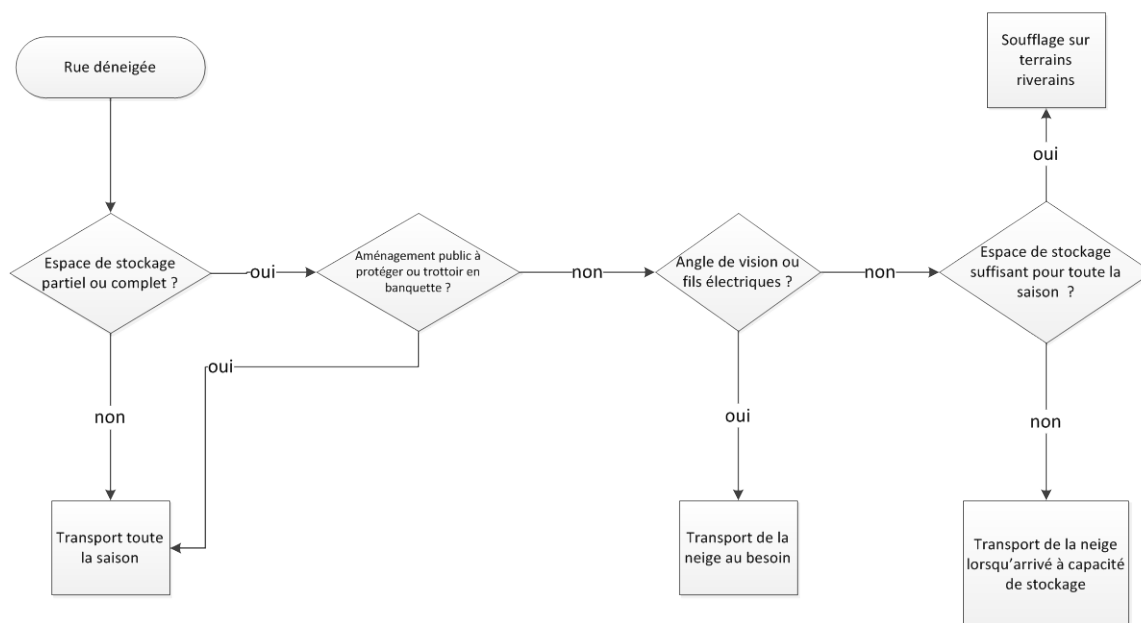 Rue déneigée
Soufflage sur
terrains
riverains
oui
Espace de stockage
partiel ou complet ?
oui
Aménagement public à
protéger ou trottoir en
banquette ?
non
Angle de vision ou
fils électriques ?
non
Espace de stockage
suffisant pour toute la
saison ?
oui
non
oui
non
Transport toute
la saison
Transport de la
neige au besoin
Transport de la neige
lorsqu'arrivé à capacité
de stockage